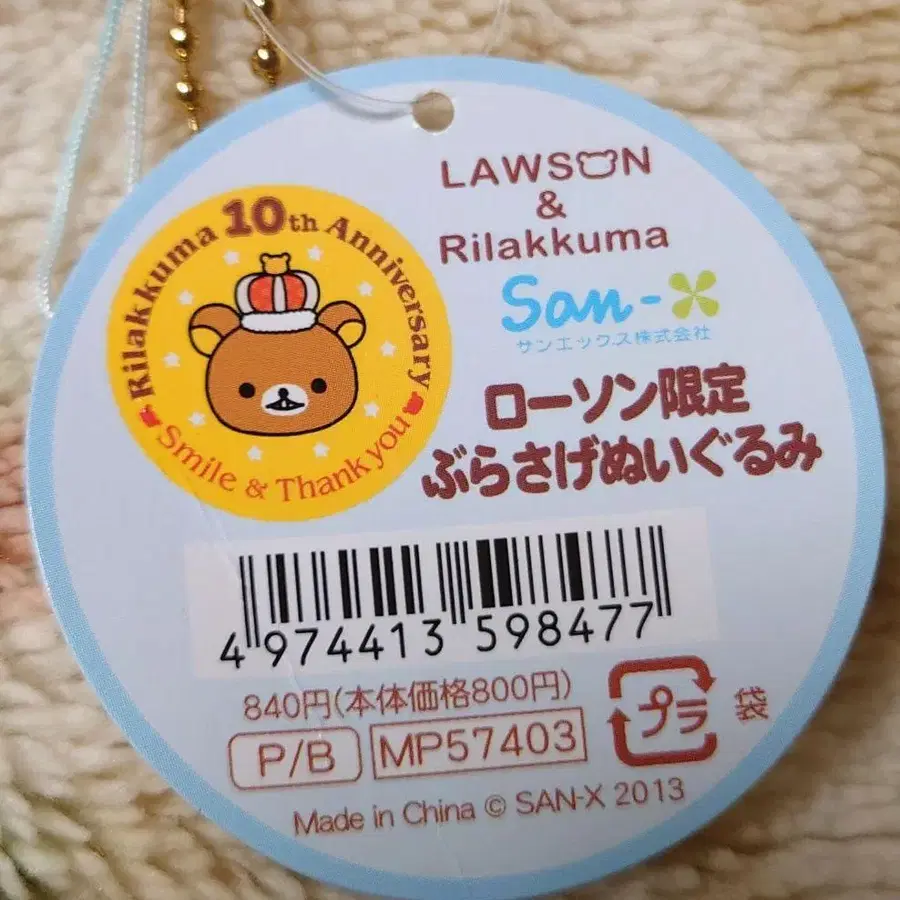 LAWSON
&
Rilakkuma
San-X
サンエックス株式会社
Rilakkuma 10th Anniversary
Smile & Thank you
ローソン限定
ぶらさげぬいぐるみ
4 974413 598477
840円(本体価格800円)
P/B
MP57403
プラ
袋
Made in China © SAN-X 2013